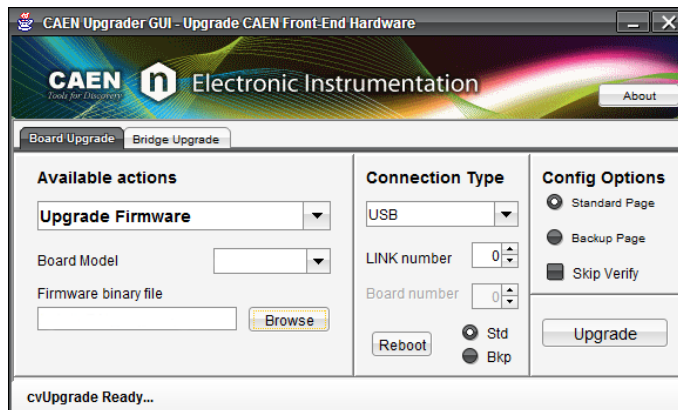 CAEN Upgrader GUI - Upgrade CAEN Front-End Hardware
CAEN
Tools for Discovery
n
Electronic Instrumentation
About
Board Upgrade
Bridge Upgrade
Available actions
Upgrade Firmware
Board Model
Firmware binary file
Browse
Connection Type
USB
LINK number
0
Board number
0
Reboot
Std
Bkp
Config Options
Standard Page
Backup Page
Skip Verify
Upgrade
cvUpgrade Ready...